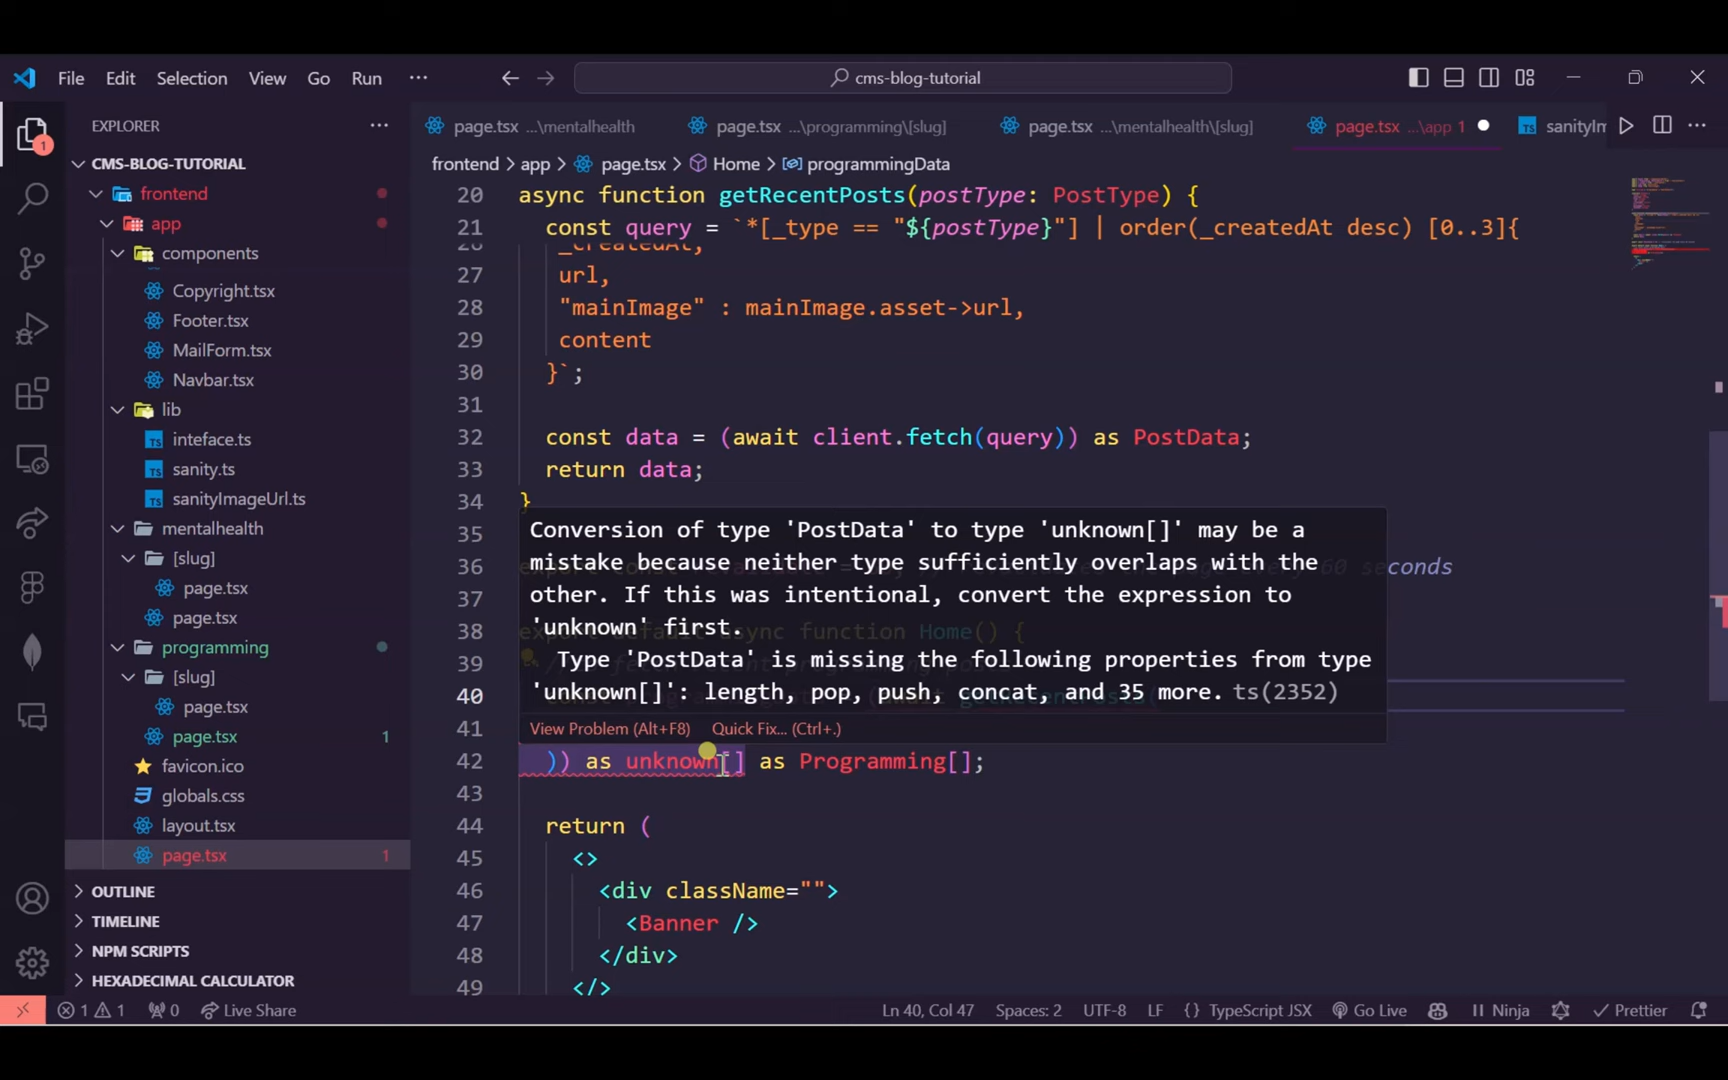 File Edit Selection View Go Run ···
cms-blog-tutorial
EXPLORER ···
page.tsx ...\mentalhealth
page.tsx ...\programming\[slug]
page.tsx ...\mentalhealth\[slug]
page.tsx ...\app 1
sanityIm
frontend > app > page.tsx > Home > programmingData
1
CMS-BLOG-TUTORIAL
frontend
app
components
Copyright.tsx
Footer.tsx
MailForm.tsx
Navbar.tsx
lib
inteface.ts
sanity.ts
sanityImageUrl.ts
mentalhealth
[slug]
page.tsx
page.tsx
programming
[slug]
page.tsx
page.tsx 1
favicon.ico
globals.css
layout.tsx
page.tsx 1
OUTLINE
TIMELINE
NPM SCRIPTS
HEXADECIMAL CALCULATOR
20 async function getRecentPosts(postType: PostType) {
21 const query = `*[_type == "${postType}"] | order(_createdAt desc) [0..3]{
_createdAt,
27 url,
28 "mainImage" : mainImage.asset->url,
29 content
30 }`;
31
32 const data = (await client.fetch(query)) as PostData;
33 return data;
34 }
35
Conversion of type 'PostData' to type 'unknown[]' may be a
mistake because neither type sufficiently overlaps with the
other. If this was intentional, convert the expression to
'unknown' first.
Type 'PostData' is missing the following properties from type
'unknown[]': length, pop, push, concat, and 35 more. ts(2352)
View Problem (Alt+F8) Quick Fix... (Ctrl+.)
36 60 seconds
37
38 export default async function Home() {
39
40
41
42 )) as unknown[] as Programming[];
43
44 return (
45 <>
46 <div className="">
47 <Banner />
48 </div>
49 </>
1 1 0 Live Share
Ln 40, Col 47 Spaces: 2 UTF-8 LF {} TypeScript JSX Go Live Ninja Prettier